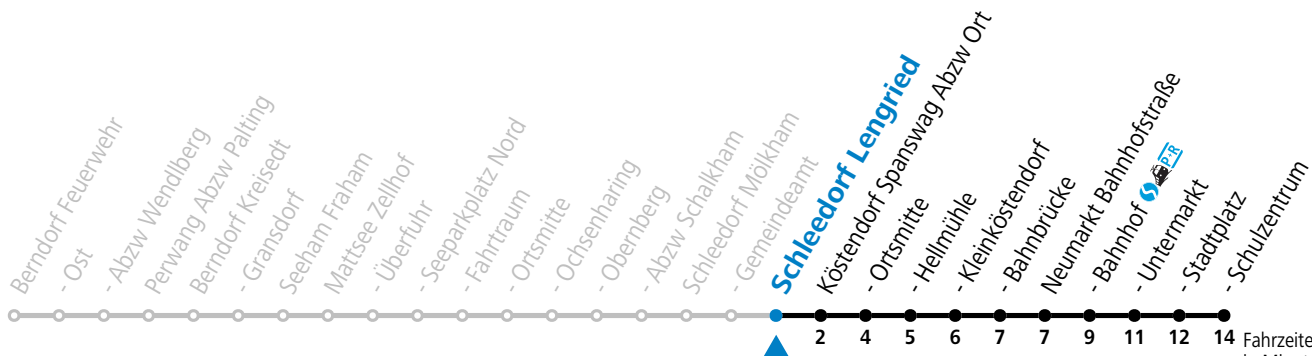 Berndorf Feuerwehr
- Ost
- Abzw Wendlberg
Perwang Abzw Palting
Berndorf Kreisedt
- Gransdorf
Seeham Fraham
Mattsee Zellhof
- Überfuhr
- Seeparkplatz Nord
- Fahrtraum
- Ortsmitte
- Ochsenharing
- Obernberg
- Abzw Schalkham
Schleedorf Mölkham
- Gemeindeamt
Schleedorf Lengried
Köstendorf Spanswag Abzw Ort
- Ortsmitte
- Hellmühle
- Kleinköstendorf
- Bahnbrücke
Neumarkt Bahnhofstraße
- Bahnhof S P+R
- Untermarkt
- Stadtplatz
- Schulzentrum
2 4 5 6 7 7 9 11 12 14 Fahrzeite